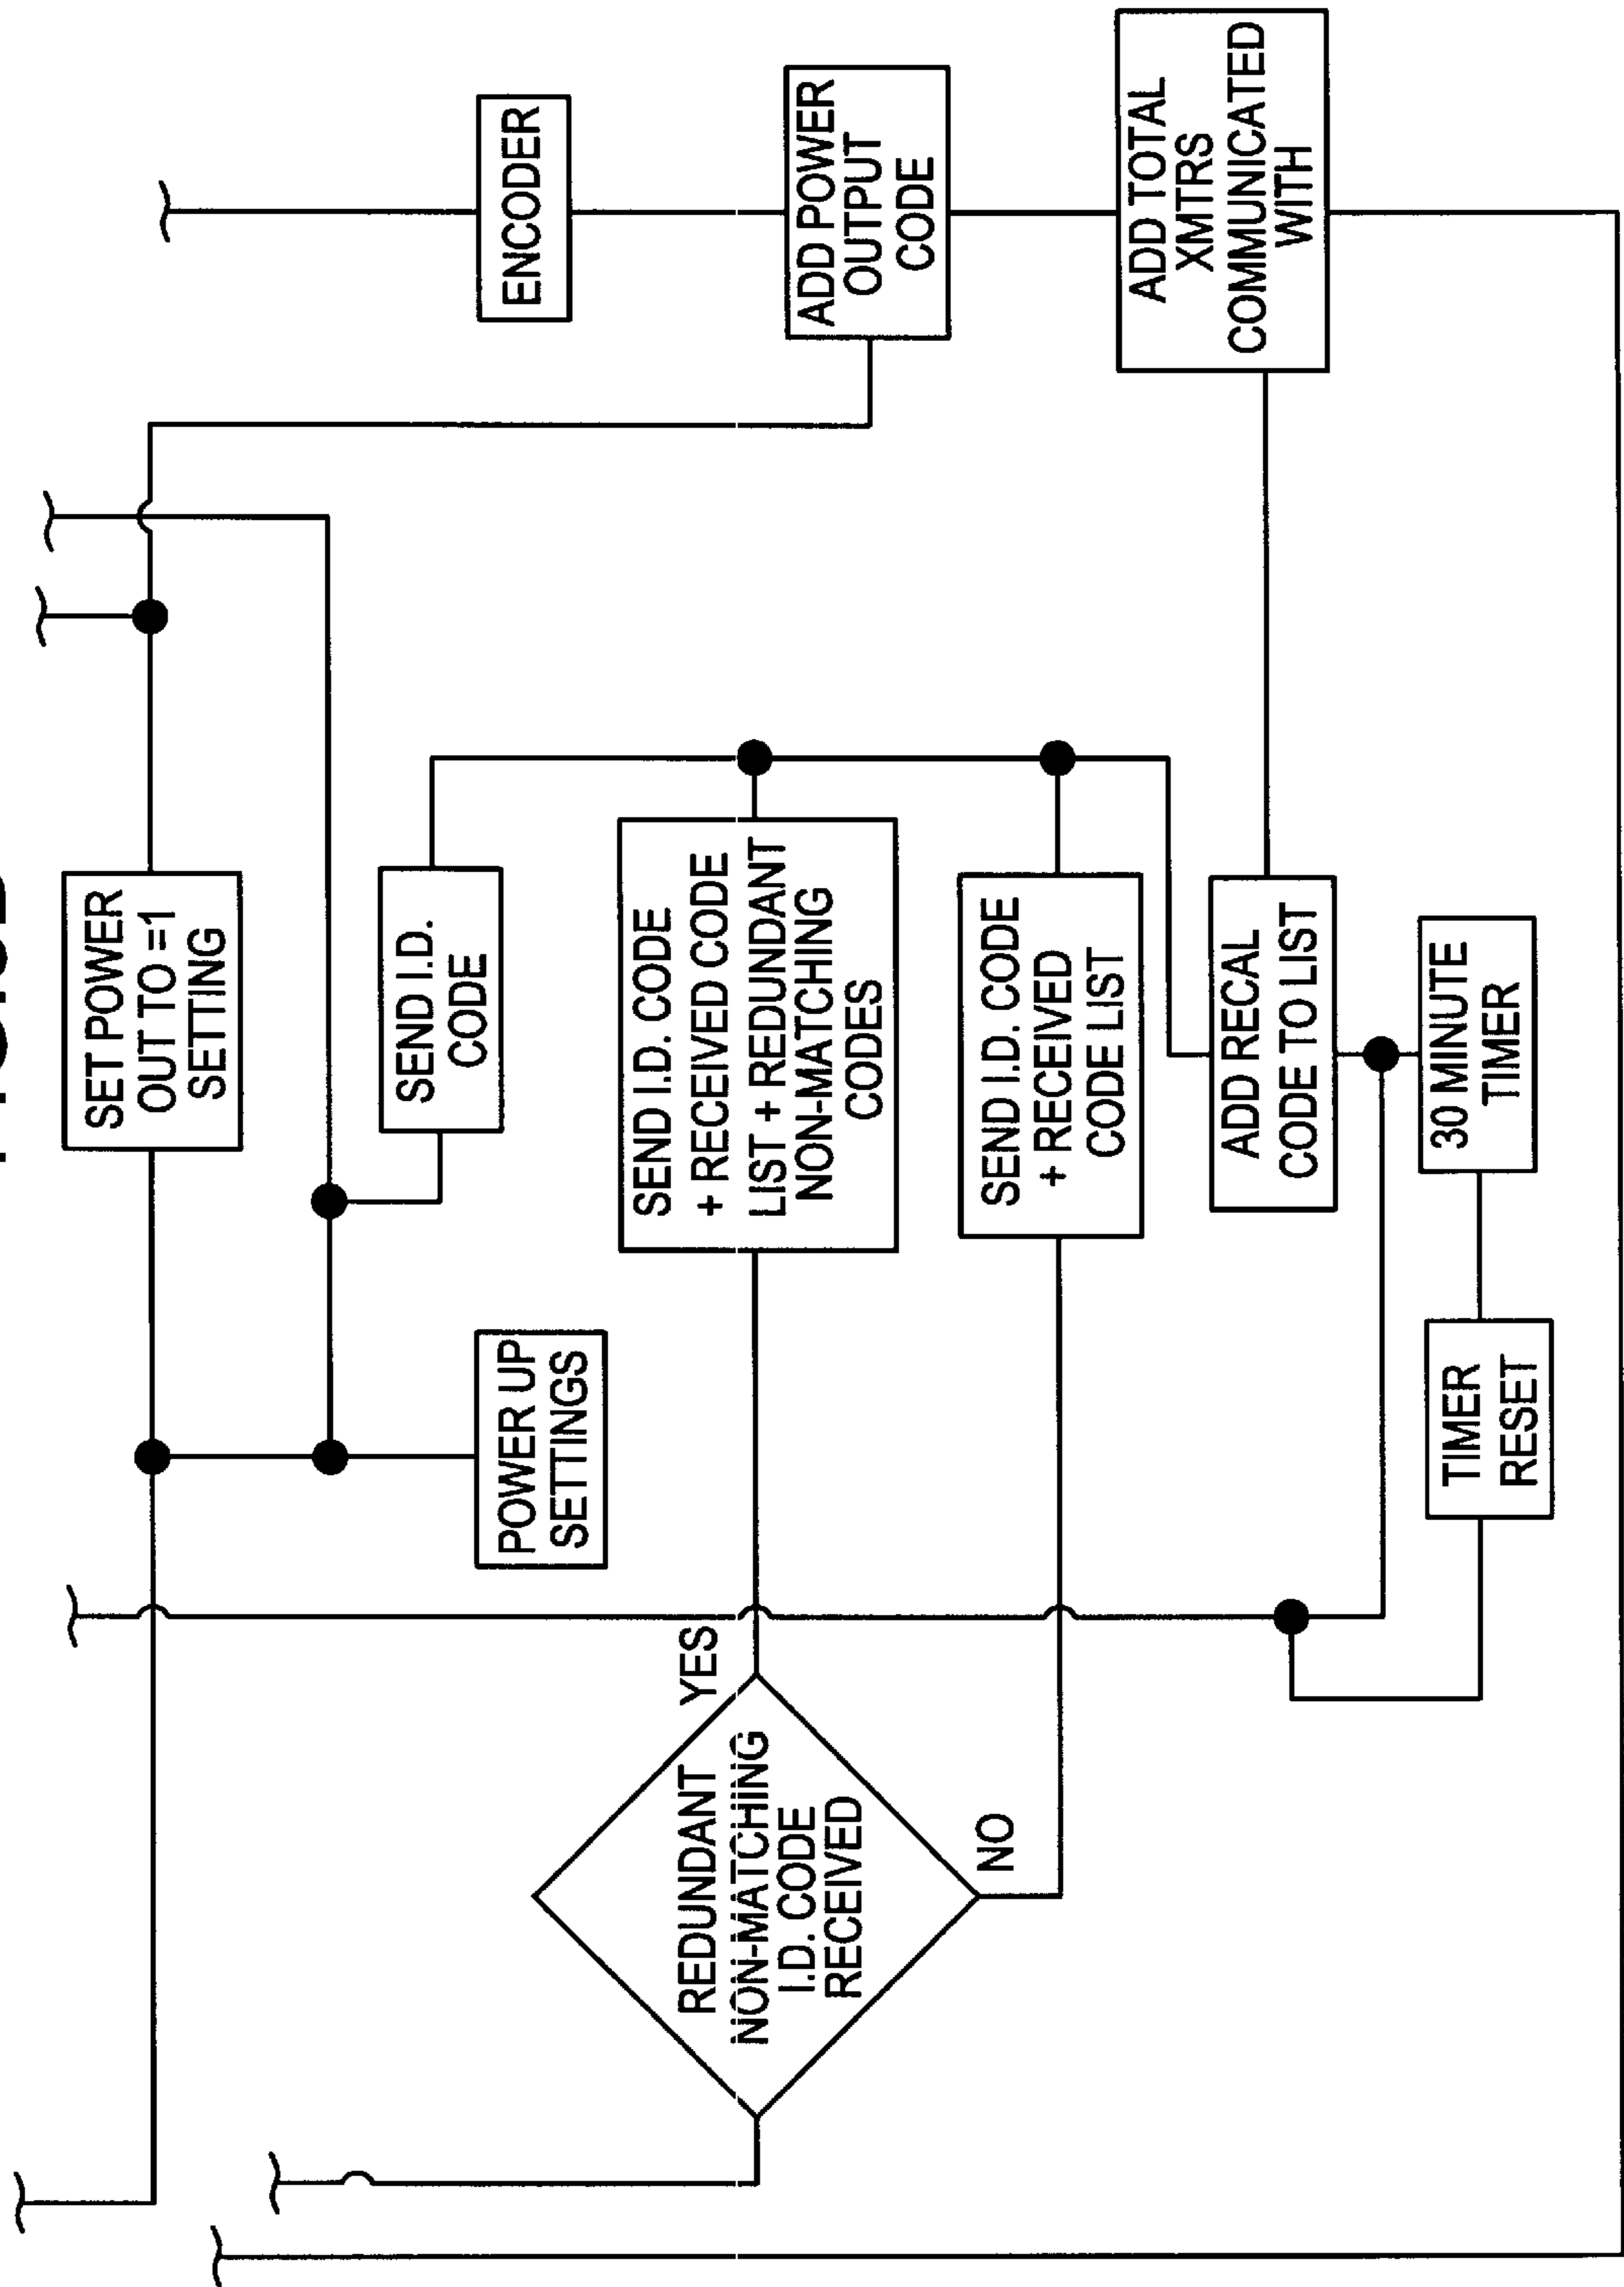 SET POWER
OUT TO =1
SETTING
SEND I.D.
CODE
POWER UP
SETTINGS
ENCODER
REDUNDANT
NON-MATCHING
I.D. CODE
RECEIVED
YES
NO
SEND I.D. CODE
+ RECEIVED CODE
LIST + REDUNDANT
NON-MATCHING
CODES
ADD POWER
OUTPUT
CODE
SEND I.D. CODE
+ RECEIVED
CODE LIST
ADD RECAL
CODE TO LIST
ADD TOTAL
XMTRS
COMMUNICATED
WITH
TIMER
RESET
30 MINUTE
TIMER